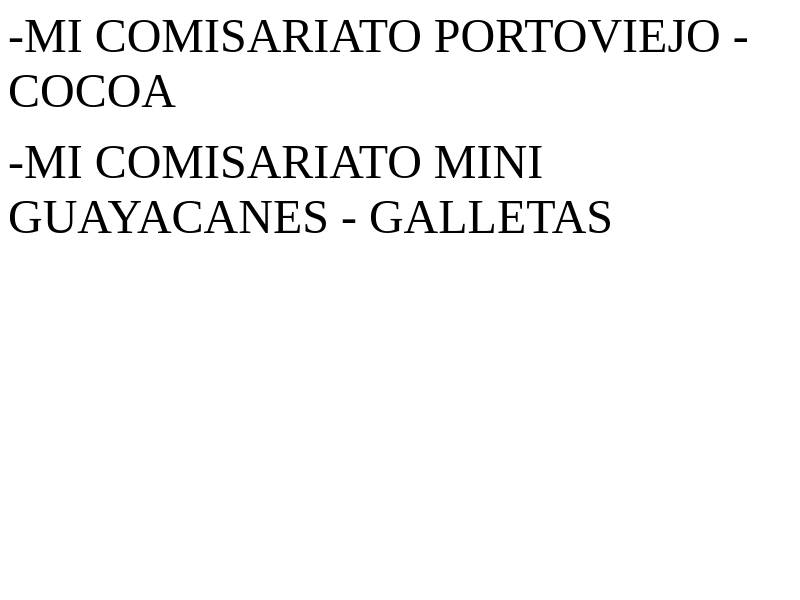 -MI COMISARIATO PORTOVIEJO -
COCOA
-MI COMISARIATO MINI
GUAYACANES - GALLETAS